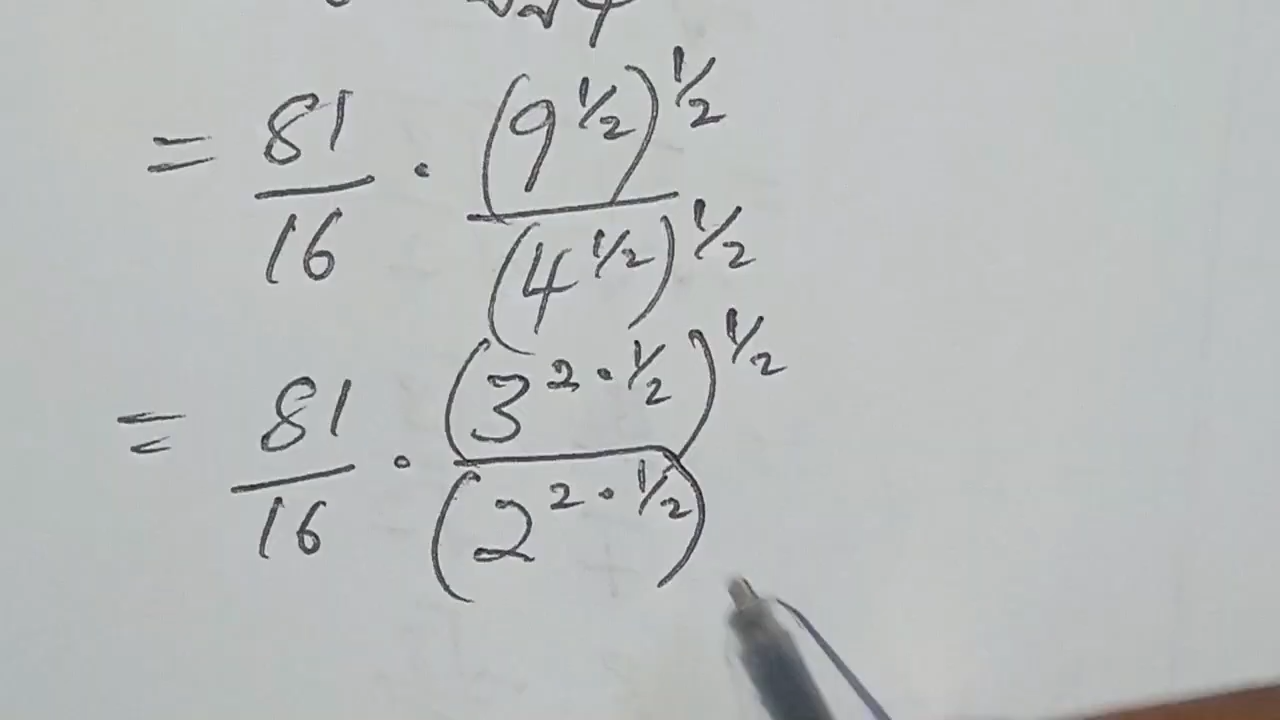 = 81/16 · (9^1/2)^1/2 / (4^1/2)^1/2
= 81/16 · (3^2·1/2)^1/2 / (2^2·1/2)